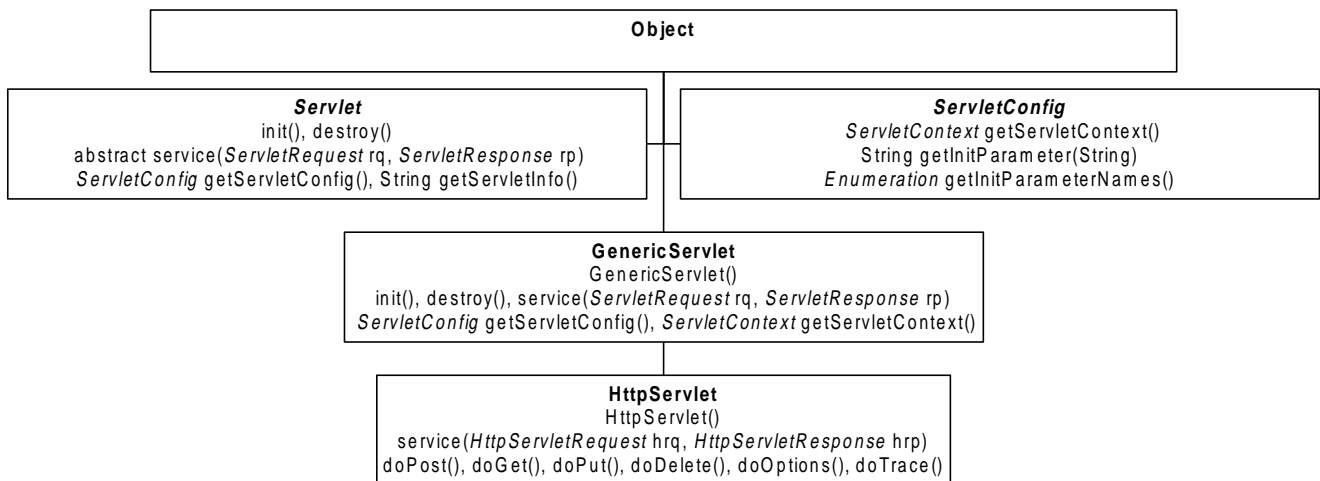 Object
Servlet
init(), destroy()
abstract service(ServletRequest rq, ServletResponse rp)
ServletConfig getServletConfig(), String getServletInfo()
ServletConfig
ServletContext getServletContext()
String getInitParameter(String)
Enumeration getInitParameterNames()
GenericServlet
GenericServlet()
init(), destroy(), service(ServletRequest rq, ServletResponse rp)
ServletConfig getServletConfig(), ServletContext getServletContext()
HttpServlet
HttpServlet()
service(HttpServletRequest hrq, HttpServletResponse hrp)
doPost(), doGet(), doPut(), doDelete(), doOptions(), doTrace()